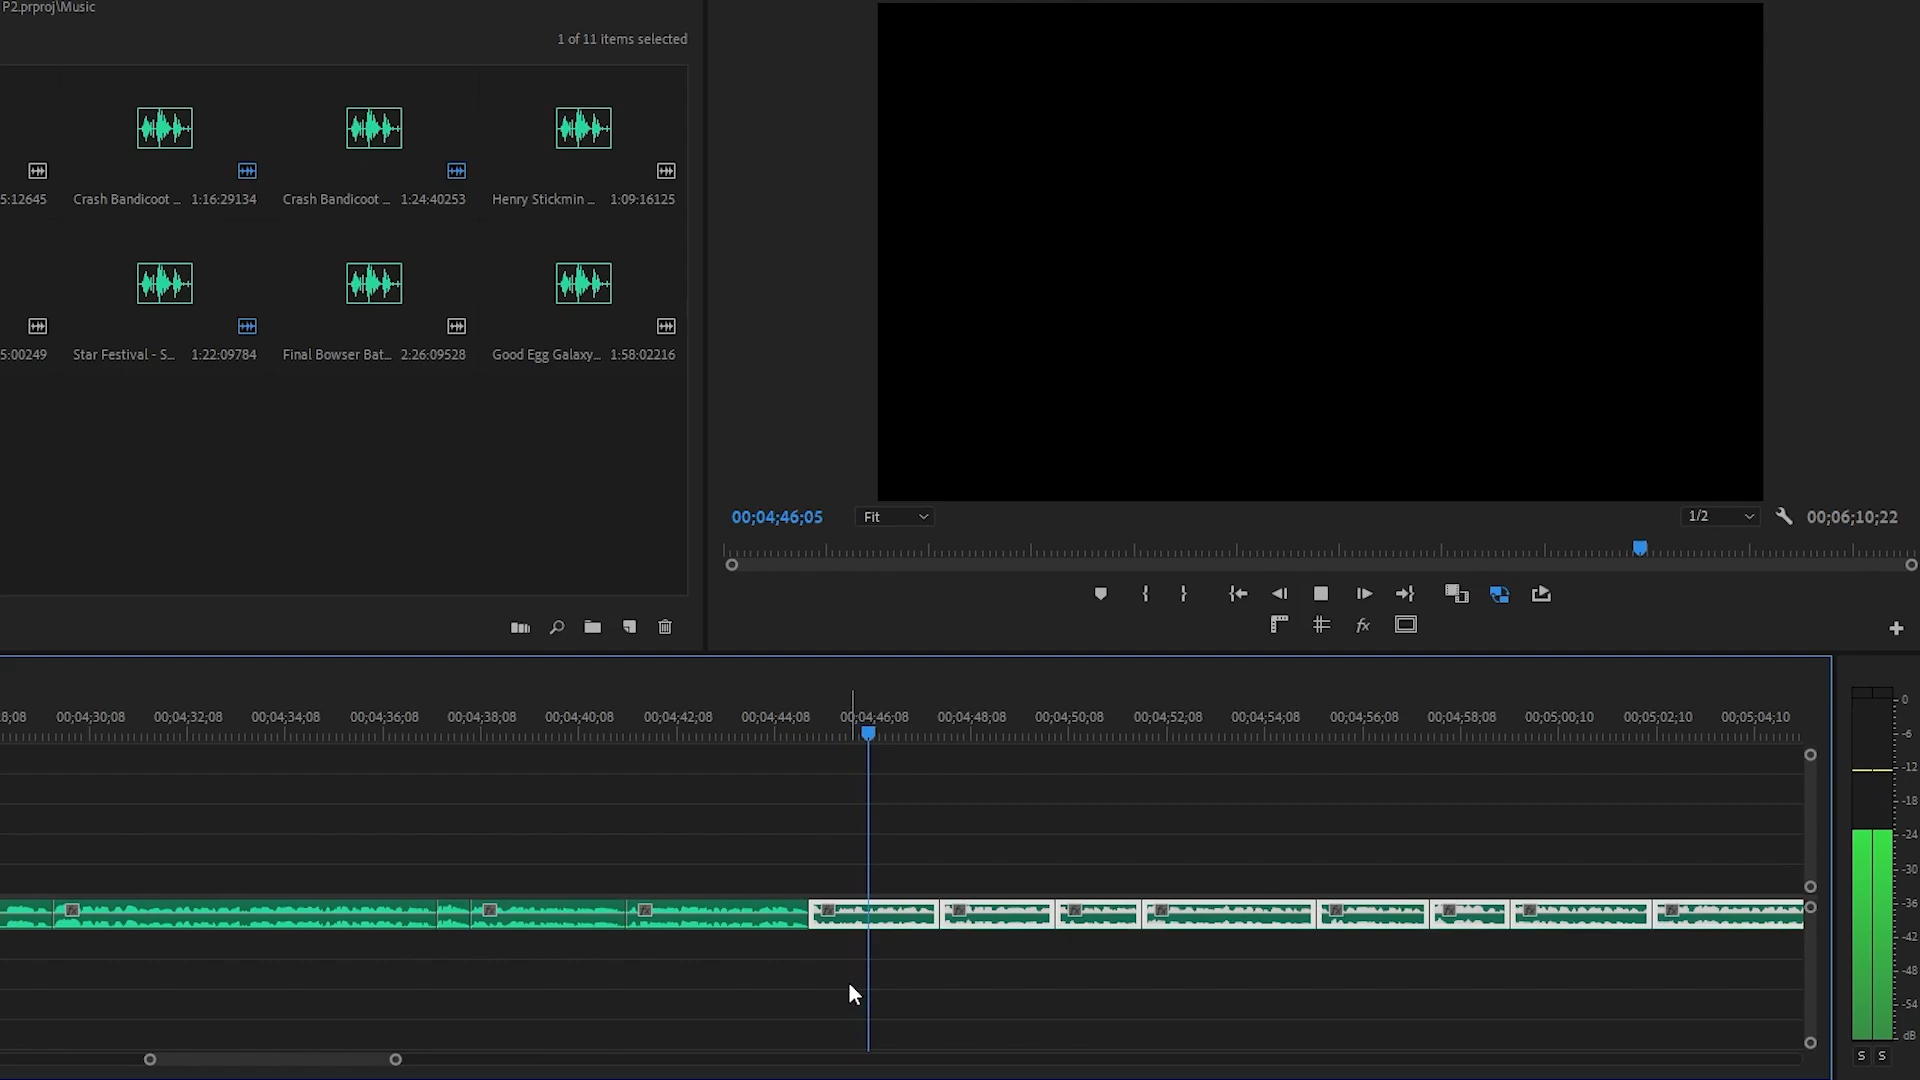 P2.prproj\Music
1 of 11 items selected
5:12645
Crash Bandicoot ... 1:16:29134
Crash Bandicoot ... 1:24:40253
Henry Stickmin ... 1:09:16125
5:00249
Star Festival - S... 1:22:09784
Final Bowser Bat... 2:26:09528
Good Egg Galaxy... 1:58:02216
00;04;46;05
Fit
1/2
00;06;10;22
fx
8;08 00;04;30;08 00;04;32;08 00;04;34;08 00;04;36;08 00;04;38;08 00;04;40;08 00;04;42;08 00;04;44;08 00;04;46;08 00;04;48;08 00;04;50;08 00;04;52;08 00;04;54;08 00;04;56;08 00;04;58;08 00;05;00;10 00;05;02;10 00;05;04;10
0
-6
-12
-18
-24
-30
-36
-42
-48
-54
dB
S S